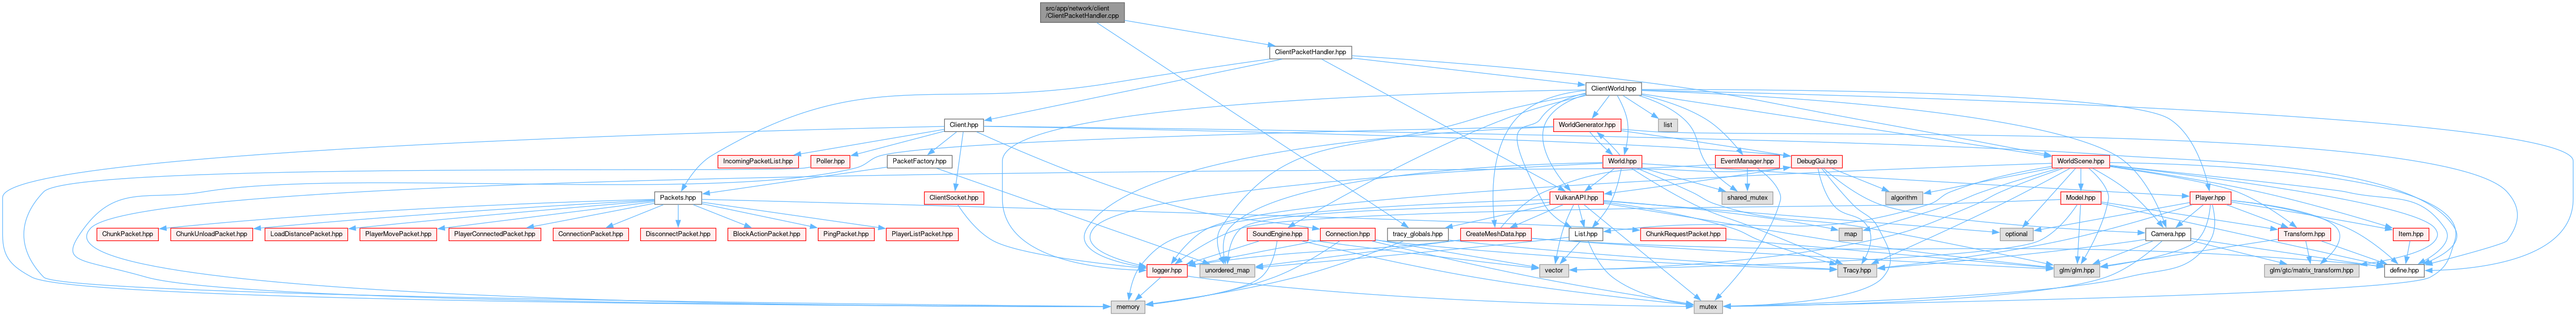 src/app/network/client
/ClientPacketHandler.cpp
ClientPacketHandler.hpp
ClientWorld.hpp
Client.hpp
WorldGenerator.hpp
list
IncomingPacketList.hpp
Poller.hpp
PacketFactory.hpp
World.hpp
EventManager.hpp
DebugGui.hpp
WorldScene.hpp
Packets.hpp
ClientSocket.hpp
VulkanAPI.hpp
shared_mutex
algorithm
Model.hpp
Player.hpp
ChunkPacket.hpp
ChunkUnloadPacket.hpp
LoadDistancePacket.hpp
PlayerMovePacket.hpp
PlayerConnectedPacket.hpp
ConnectionPacket.hpp
DisconnectPacket.hpp
BlockActionPacket.hpp
PingPacket.hpp
PlayerListPacket.hpp
SoundEngine.hpp
Connection.hpp
tracy_globals.hpp
CreateMeshData.hpp
List.hpp
ChunkRequestPacket.hpp
map
optional
Camera.hpp
Transform.hpp
Item.hpp
logger.hpp
unordered_map
vector
Tracy.hpp
glm/glm.hpp
glm/gtc/matrix_transform.hpp
define.hpp
memory
mutex